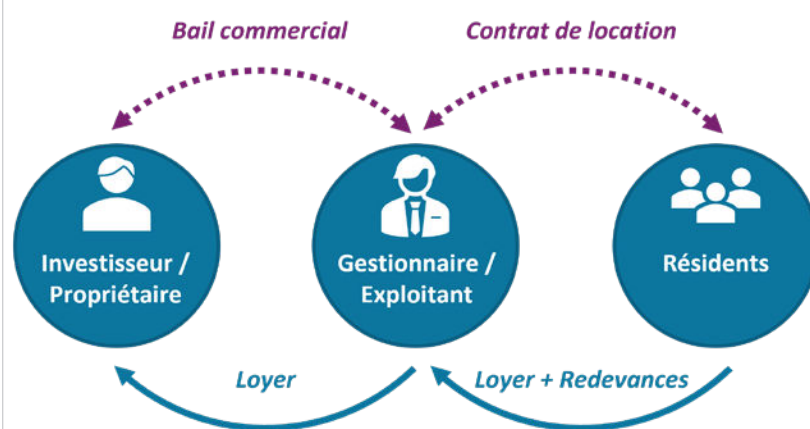 Bail commercial
Contrat de location
Investisseur /
Propriétaire
Gestionnaire /
Exploitant
Résidents
Loyer
Loyer + Redevances